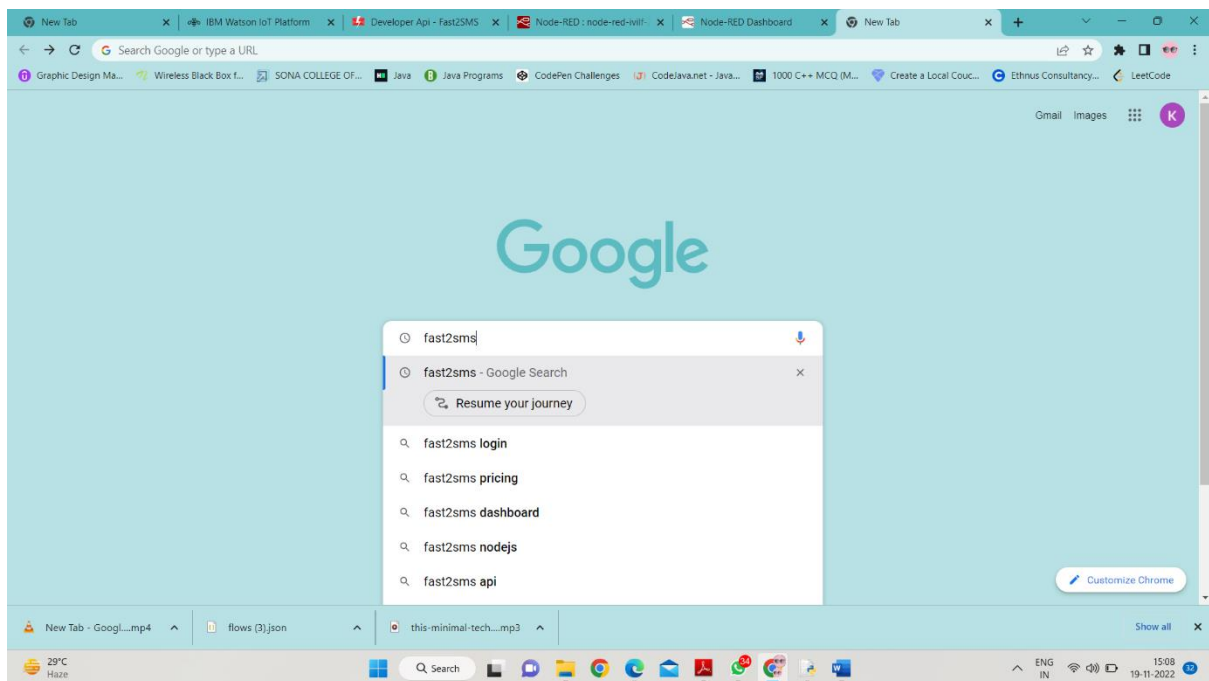 New Tab
IBM Watson IoT Platform
Developer Api - Fast2SMS
Node-RED : node-red-ivilf-
Node-RED Dashboard
New Tab
Search Google or type a URL
Graphic Design Ma...
Wireless Black Box f...
SONA COLLEGE OF...
Java
Java Programs
CodePen Challenges
CodeJava.net - Java...
1000 C++ MCQ (M...
Create a Local Couc...
Ethnus Consultancy...
LeetCode
Gmail Images
K
Google
fast2sms
fast2sms - Google Search
Resume your journey
fast2sms login
fast2sms pricing
fast2sms dashboard
fast2sms nodejs
fast2sms api
Customize Chrome
New Tab - Googl....mp4
flows (3).json
this-minimal-tech....mp3
Show all
29°C
Haze
Search
34
ENG
IN
15:08
19-11-2022
32